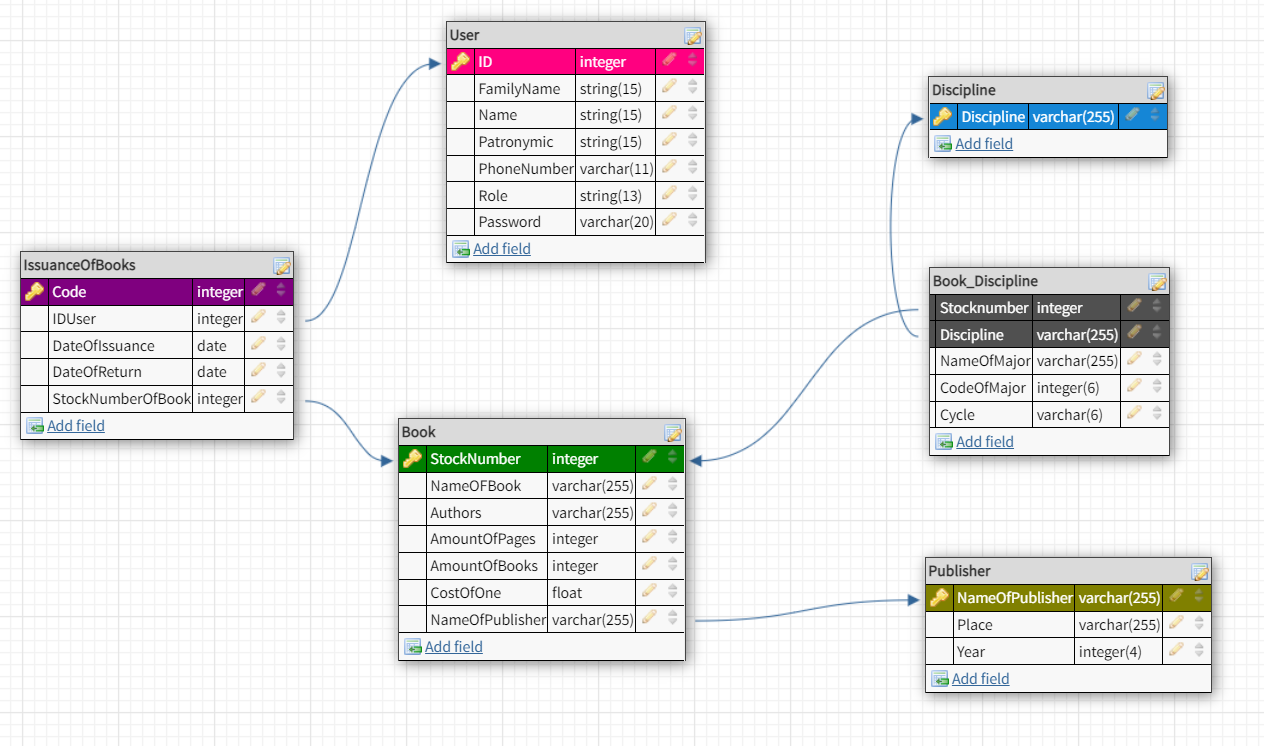 User
ID integer
FamilyName string(15)
Name string(15)
Patronymic string(15)
PhoneNumber varchar(11)
Role string(13)
Password varchar(20)
Add field
Discipline
Discipline varchar(255)
Add field
IssuanceOfBooks
Code integer
IDUser integer
DateOfIssuance date
DateOfReturn date
StockNumberOfBook integer
Add field
Book_Discipline
Stocknumber integer
Discipline varchar(255)
NameOfMajor varchar(255)
CodeOfMajor integer(6)
Cycle varchar(6)
Add field
Book
StockNumber integer
NameOFBook varchar(255)
Authors varchar(255)
AmountOfPages integer
AmountOfBooks integer
CostOfOne float
NameOfPublisher varchar(255)
Add field
Publisher
NameOfPublisher varchar(255)
Place varchar(255)
Year integer(4)
Add field